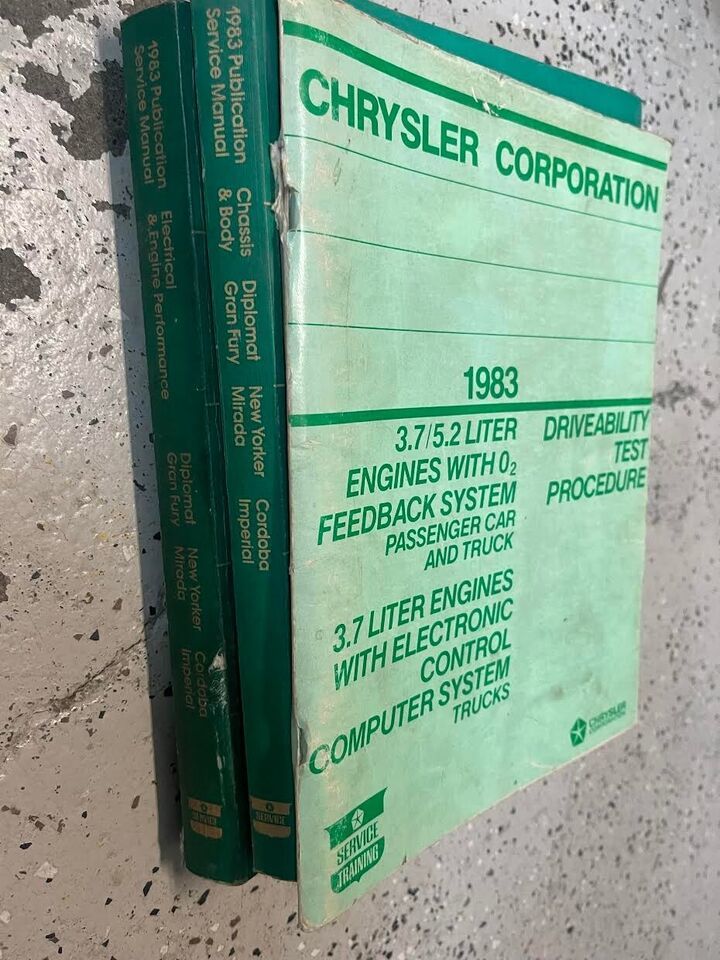 1983 Publication
Service Manual
Electrical
& Engine Performance
Diplomat
Gran Fury
New Yorker
Mirada
Cordoba
Imperial
SERVICE
1983 Publication
Service Manual
Chassis
& Body
Diplomat
Gran Fury
New Yorker
Mirada
Cordoba
Imperial
SERVICE
CHRYSLER CORPORATION
1983
3.7/5.2 LITER
ENGINES WITH O₂
FEEDBACK SYSTEM
PASSENGER CAR
AND TRUCK
3.7 LITER ENGINES
WITH ELECTRONIC
CONTROL
COMPUTER SYSTEM
TRUCKS
DRIVEABILITY
TEST
PROCEDURE
SERVICE
TRAINING
CHRYSLER
CORPORATION